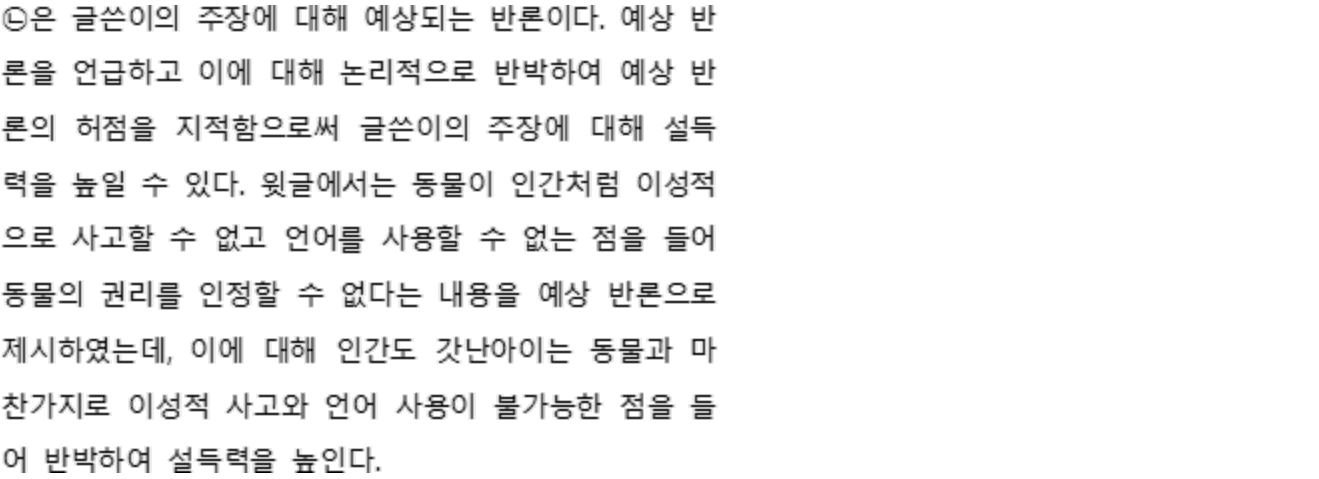 ㉡은 글쓴이의 주장에 대해 예상되는 반론이다. 예상 반
론을 언급하고 이에 대해 논리적으로 반박하여 예상 반
론의 허점을 지적함으로써 글쓴이의 주장에 대해 설득
력을 높일 수 있다. 윗글에서는 동물이 인간처럼 이성적
으로 사고할 수 없고 언어를 사용할 수 없는 점을 들어
동물의 권리를 인정할 수 없다는 내용을 예상 반론으로
제시하였는데, 이에 대해 인간도 갓난아이는 동물과 마
찬가지로 이성적 사고와 언어 사용이 불가능한 점을 들
어 반박하여 설득력을 높인다.